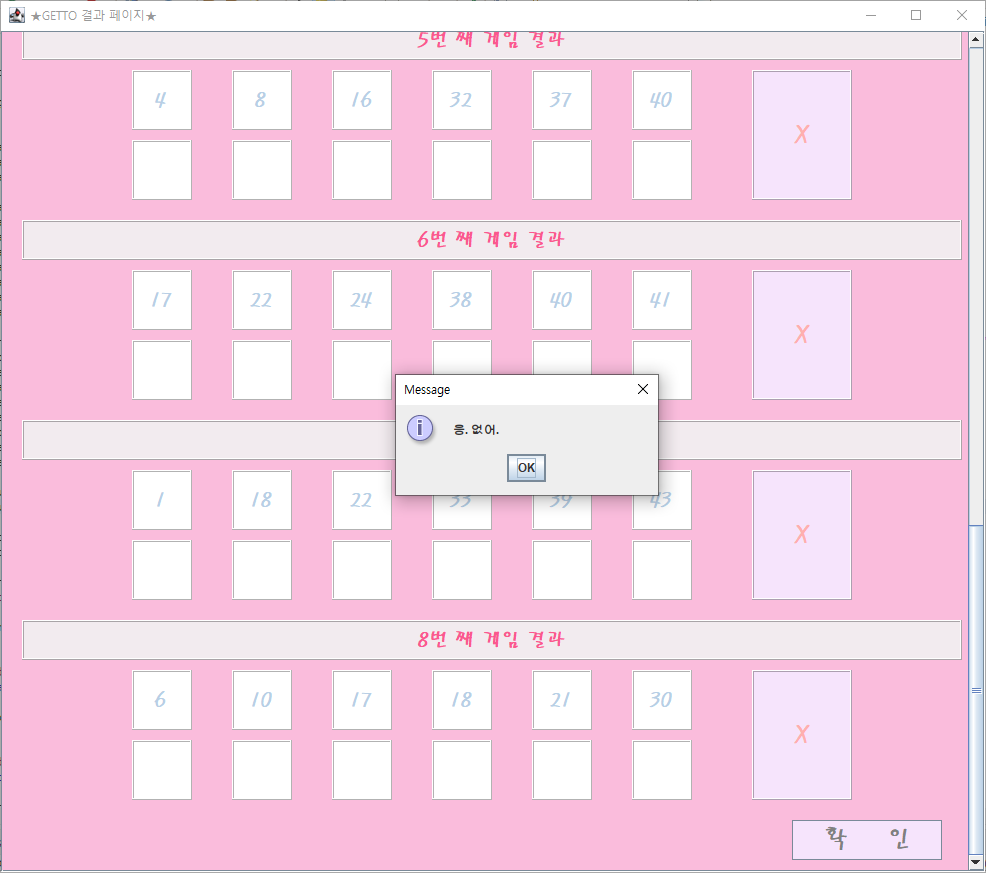 ★GETTO 결과 페이지★
5번 째 게임 결과
4 8 16 32 37 40
X
6번 째 게임 결과
17 22 24 38 40 41
X
Message
응. 없어.
OK
1 18 22 33 39 43
X
8번 째 게임 결과
6 10 17 18 21 30
X
확 인